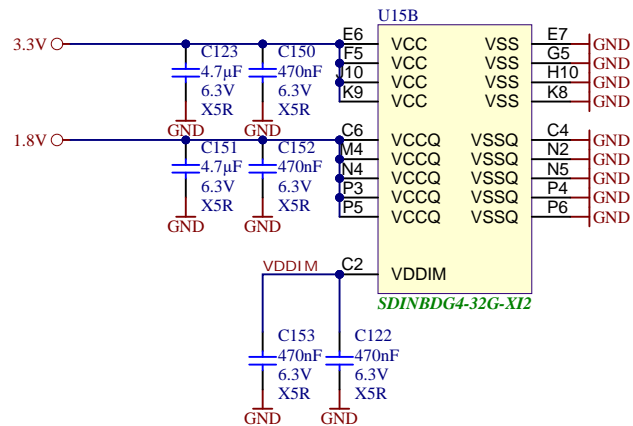 U15B
3.3V
E6 VCC VSS E7 GND
F5 VCC VSS G5 GND
J10 VCC VSS H10 GND
K9 VCC VSS K8 GND
C123 C150
4.7µF 470nF
6.3V 6.3V
X5R X5R
GND GND
1.8V
C6 VCCQ VSSQ C4 GND
M4 VCCQ VSSQ N2 GND
N4 VCCQ VSSQ N5 GND
P3 VCCQ VSSQ P4 GND
P5 VCCQ VSSQ P6 GND
C151 C152
4.7µF 470nF
6.3V 6.3V
X5R X5R
GND GND
VDDIM C2 VDDIM
SDINBDG4-32G-XI2
C153 C122
470nF 470nF
6.3V 6.3V
X5R X5R
GND GND